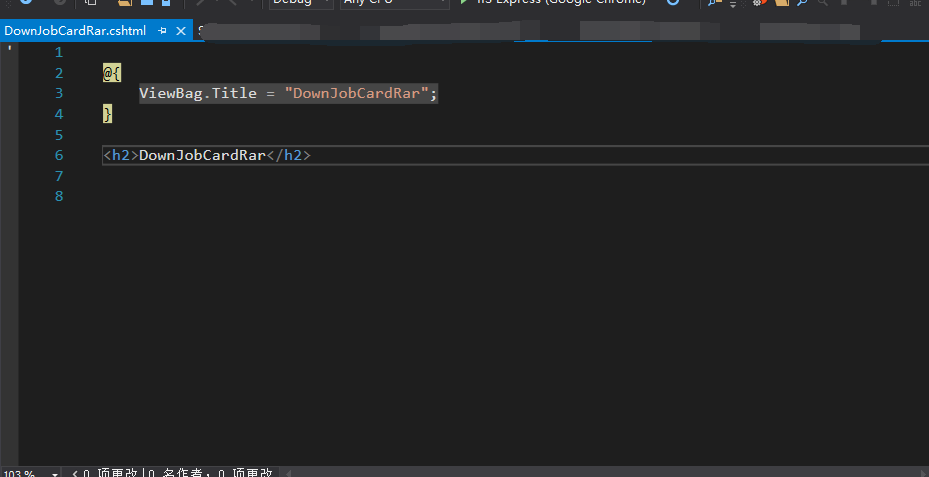 Debug
Any CPU
IIS Express (Google Chrome)
DownJobCardRar.cshtml
1
2 @{
3 ViewBag.Title = "DownJobCardRar";
4 }
5
6 <h2>DownJobCardRar</h2>
7
8
103 %
0 项更改 | 0 名作者, 0 项更改